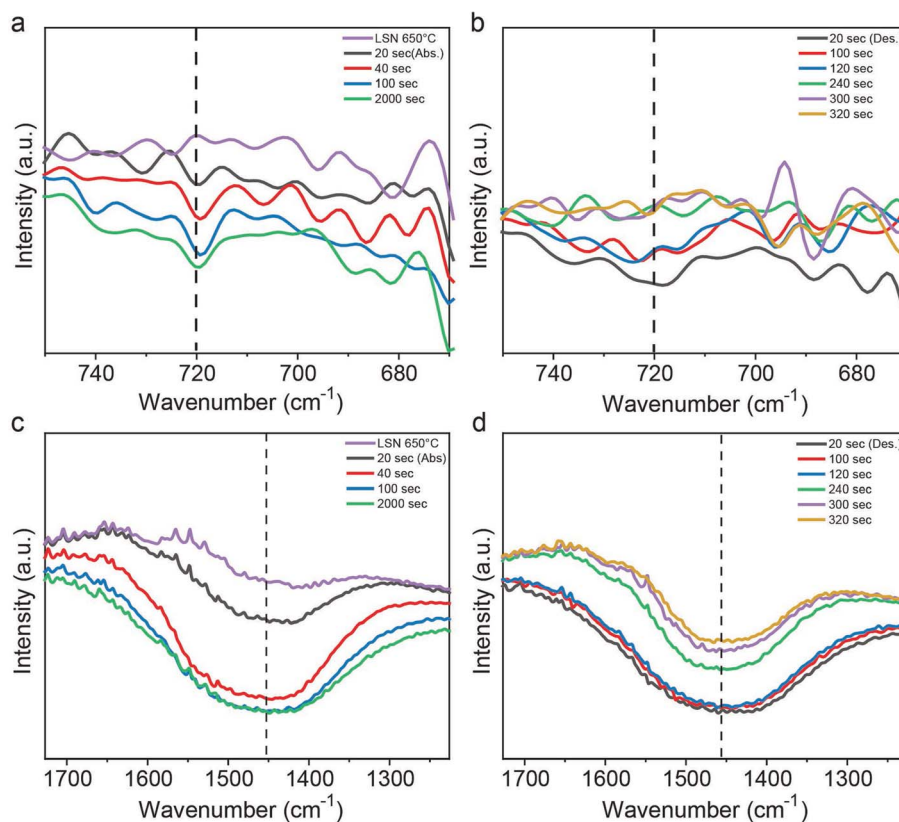 a
LSN 650°C
20 sec(Abs.)
40 sec
100 sec
2000 sec
Intensity (a.u.)
740 720 700 680
Wavenumber (cm-1)
b
20 sec (Des.)
100 sec
120 sec
240 sec
300 sec
320 sec
Intensity (a.u.)
740 720 700 680
Wavenumber (cm-1)
c
LSN 650°C
20 sec (Abs)
40 sec
100 sec
2000 sec
Intensity (a.u.)
1700 1600 1500 1400 1300
Wavenumber (cm-1)
d
20 sec (Des.)
100 sec
120 sec
240 sec
300 sec
320 sec
Intensity (a.u.)
1700 1600 1500 1400 1300
Wavenumber (cm-1)